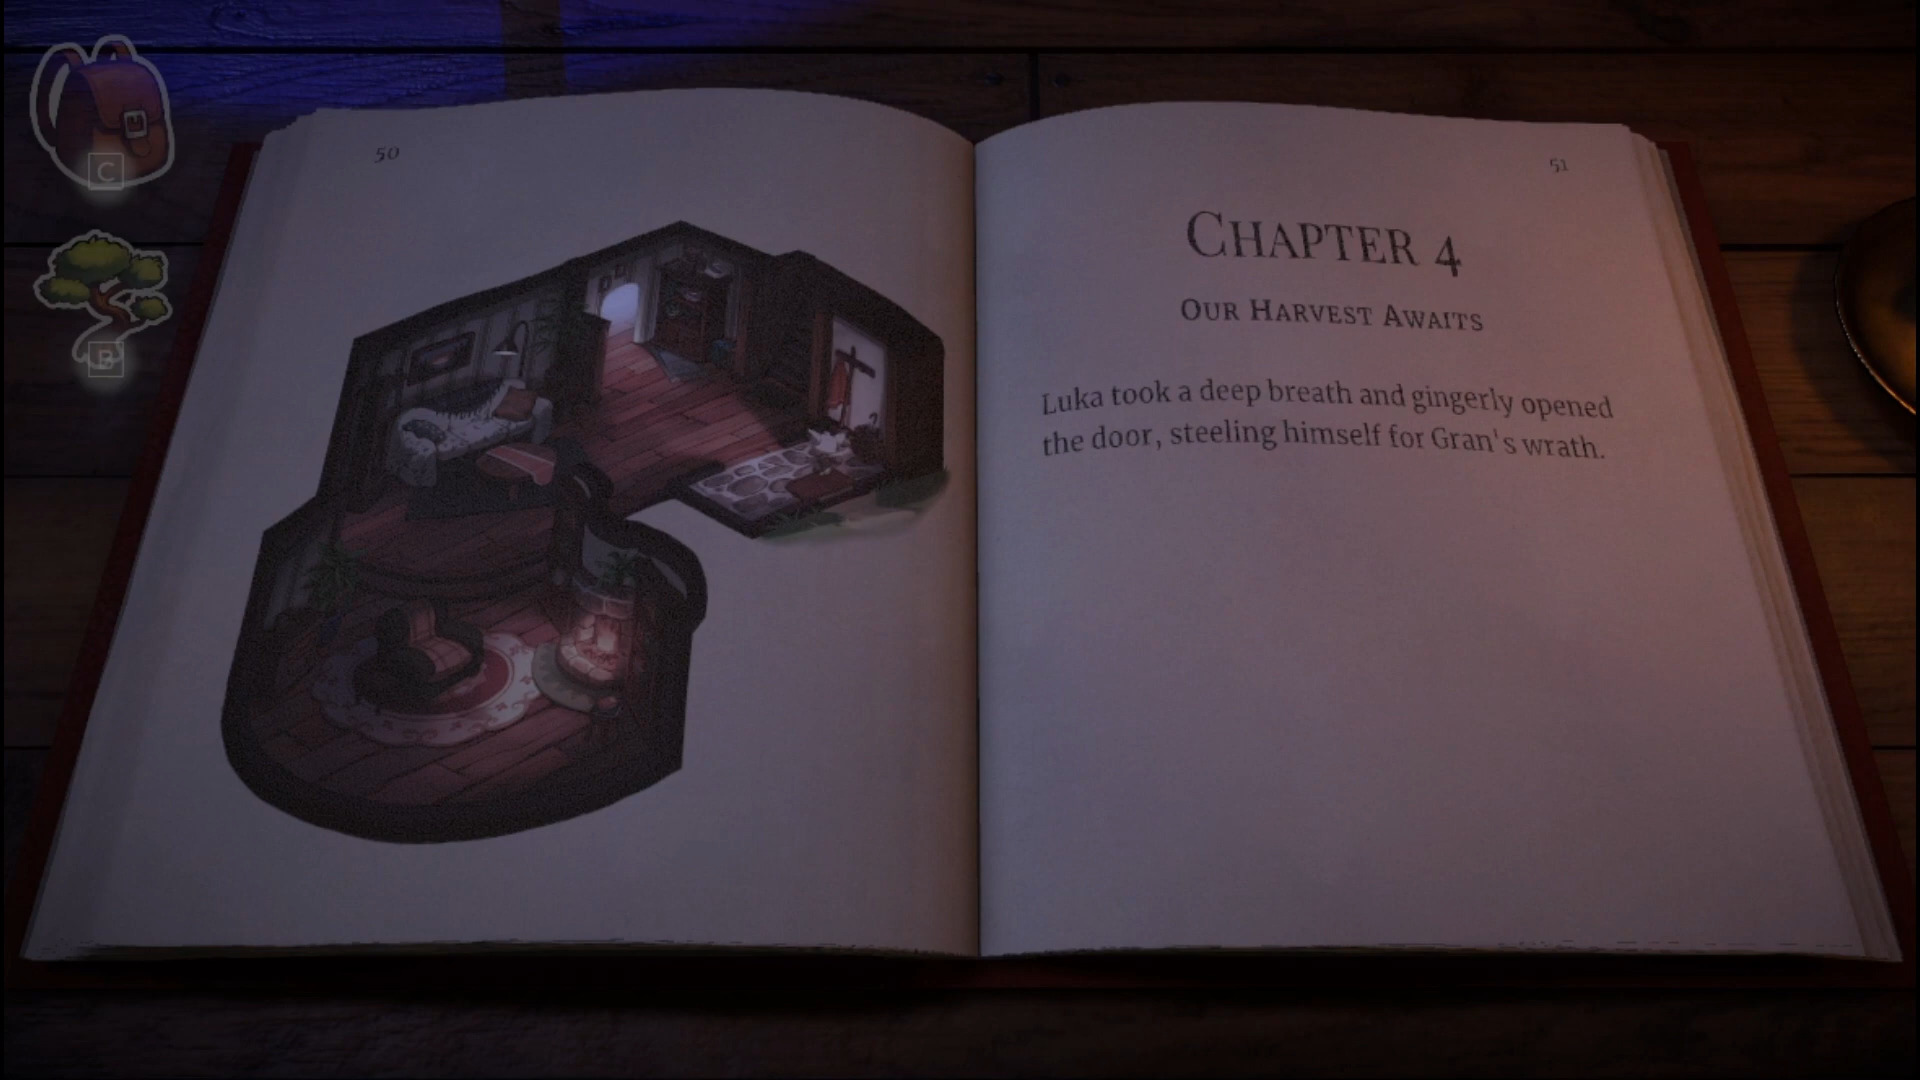 C
B
50
51
CHAPTER 4
OUR HARVEST AWAITS
Luka took a deep breath and gingerly opened
the door, steeling himself for Gran's wrath.